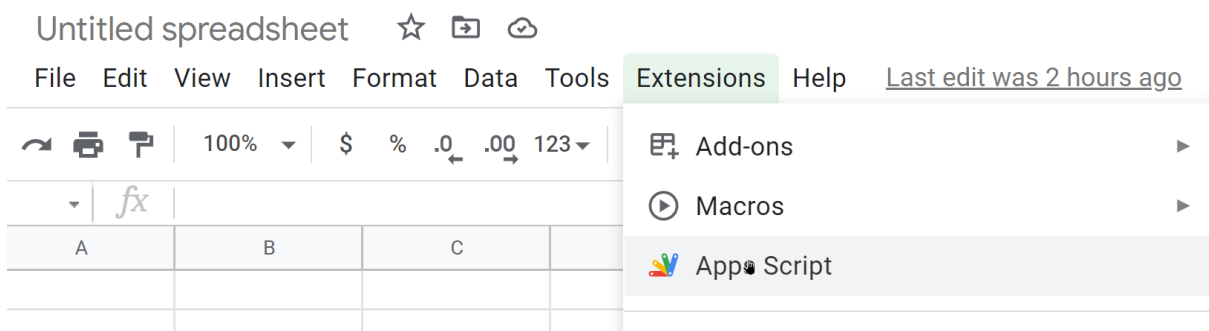 Untitled spreadsheet
File Edit View Insert Format Data Tools Extensions Help Last edit was 2 hours ago
100% $ % .0 .00 123
Add-ons
fx
Macros
A B C
Apps Script